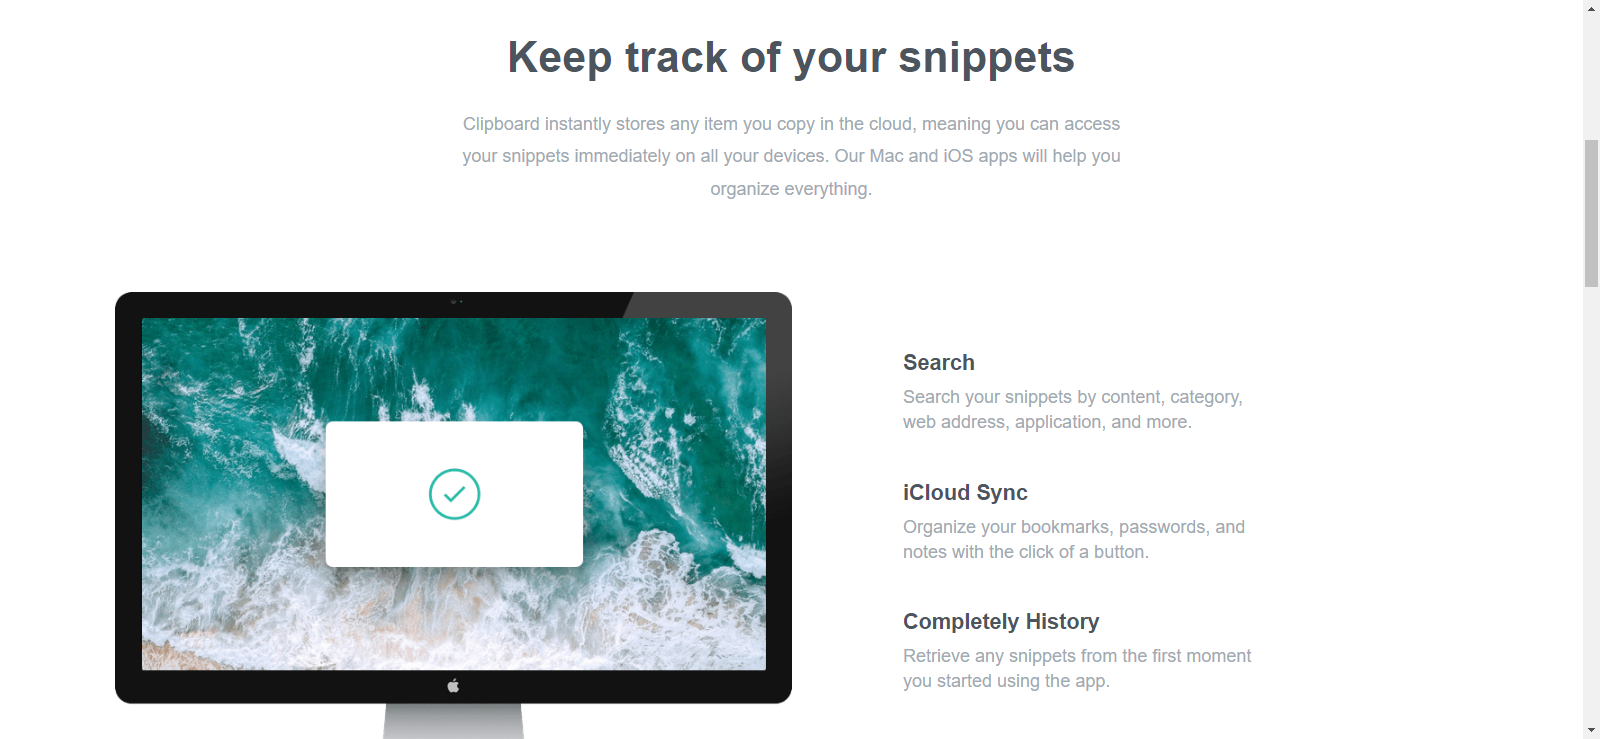 Keep track of your snippets
Clipboard instantly stores any item you copy in the cloud, meaning you can access
your snippets immediately on all your devices. Our Mac and iOS apps will help you
organize everything.
Search
Search your snippets by content, category,
web address, application, and more.
iCloud Sync
Organize your bookmarks, passwords, and
notes with the click of a button.
Completely History
Retrieve any snippets from the first moment
you started using the app.